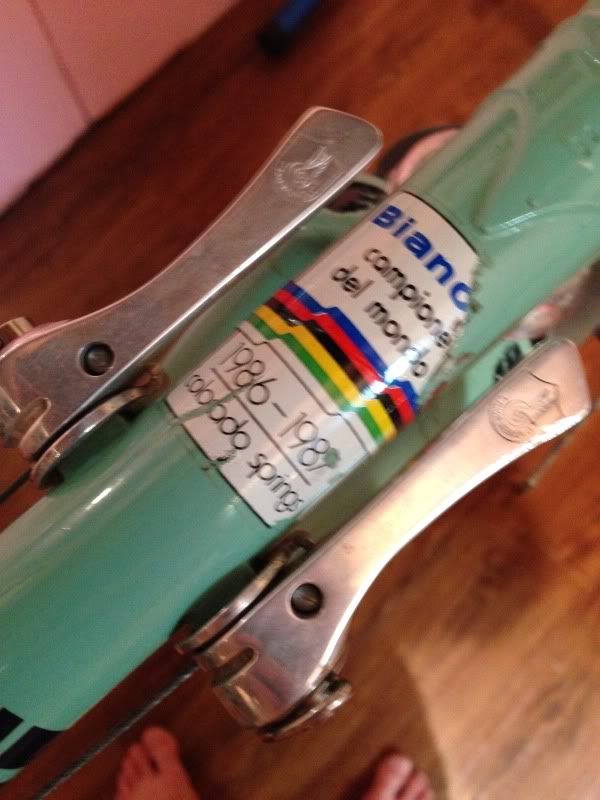 Bianc
campione
del mondo
1986-1987
colorado springs